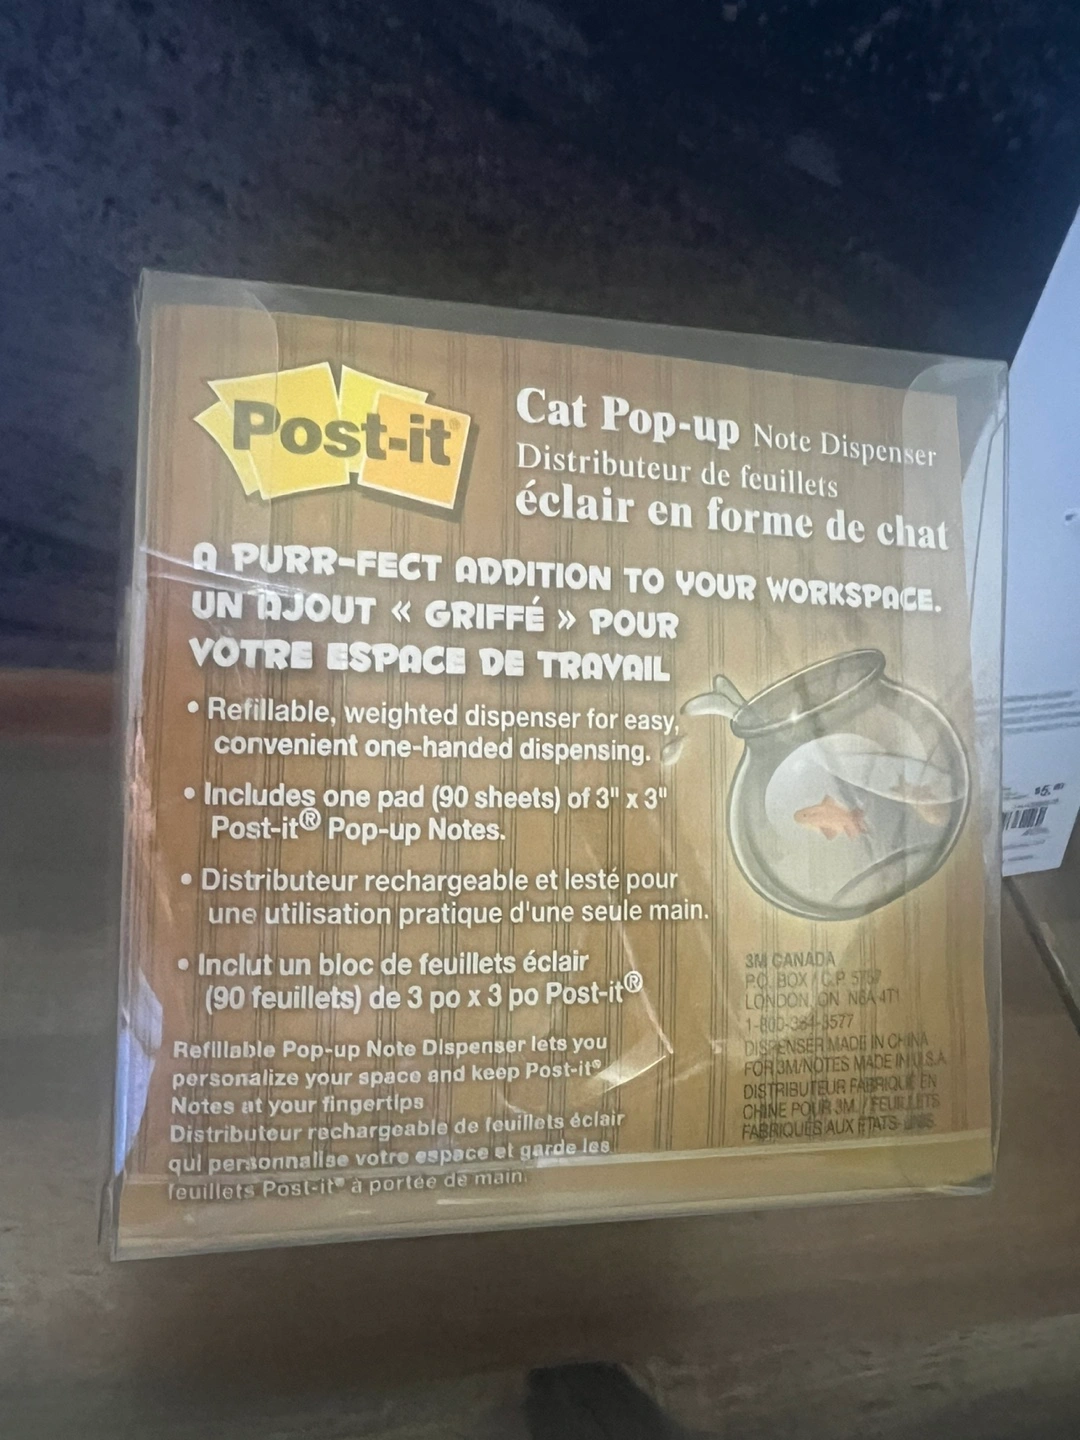 Post-it®
Cat Pop-up Note Dispenser
Distributeur de feuillets
éclair en forme de chat
A PURR-FECT ADDITION TO YOUR WORKSPACE.
UN AJOUT « GRIFFÉ » POUR
VOTRE ESPACE DE TRAVAIL
• Refillable, weighted dispenser for easy,
convenient one-handed dispensing.
• Includes one pad (90 sheets) of 3" x 3"
Post-it® Pop-up Notes.
• Distributeur rechargeable et lesté pour
une utilisation pratique d'une seule main.
• Inclut un bloc de feuillets éclair
(90 feuillets) de 3 po x 3 po Post-it®
Refillable Pop-up Note Dispenser lets you
personalize your space and keep Post-it®
Notes at your fingertips
Distributeur rechargeable de feuillets éclair
qui personnalise votre espace et garde les
feuillets Post-it® à portée de main.
3M CANADA
P.O. BOX / C.P. 5757
LONDON, ON N6A 4T1
DISPENSER MADE IN CHINA
FOR 3M/NOTES MADE IN U.S.A.
DISTRIBUTEUR FABRIQUÉ EN
CHINE POUR 3M / FEUILLETS
FABRIQUÉS AUX ÉTATS-UNIS